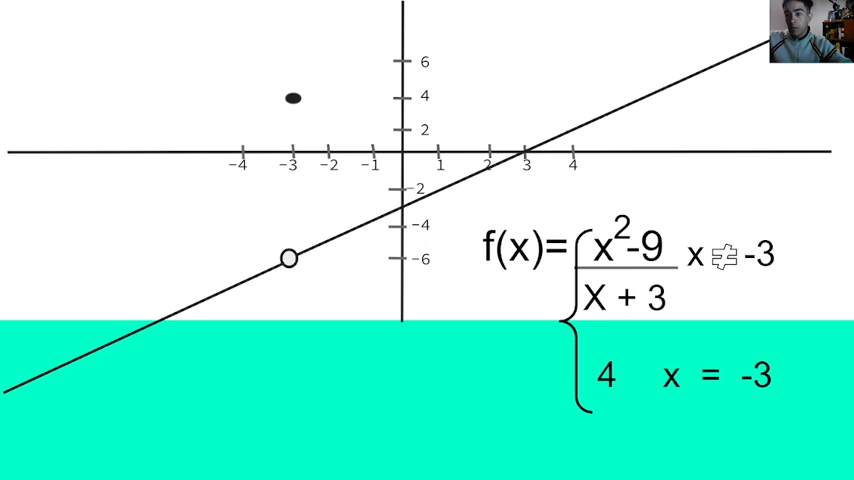 6
4
2
-4 -3 -2 -1 1 2 3 4
-2
-4
-6
f(x)= x²-9 x ≠ -3
X + 3
4 x = -3